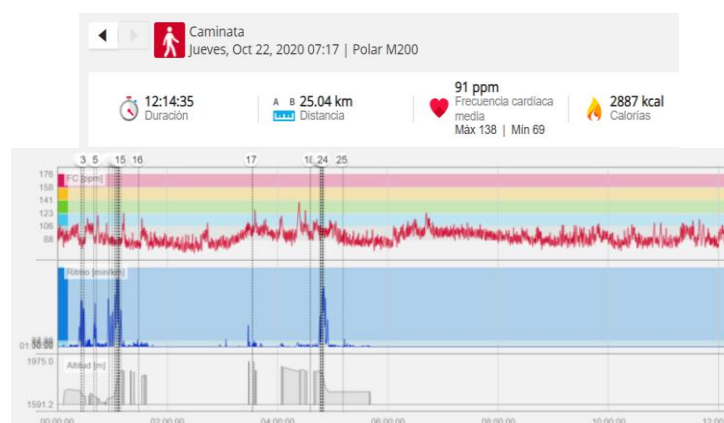 Caminata
Jueves, Oct 22, 2020 07:17 | Polar M200
12:14:35
Duración
A B 25.04 km
Distancia
91 ppm
Frecuencia cardíaca
media
Máx 138 | Mín 69
2887 kcal
Calorías
3 5 15 16 17 24 25
176
158
141
123
106
88
FC [ppm]
Ritmo [min/km]
Altitud [m]
1975.0
1591.2
00:00:00 02:00:00 04:00:00 06:00:00 08:00:00 10:00:00 12:00